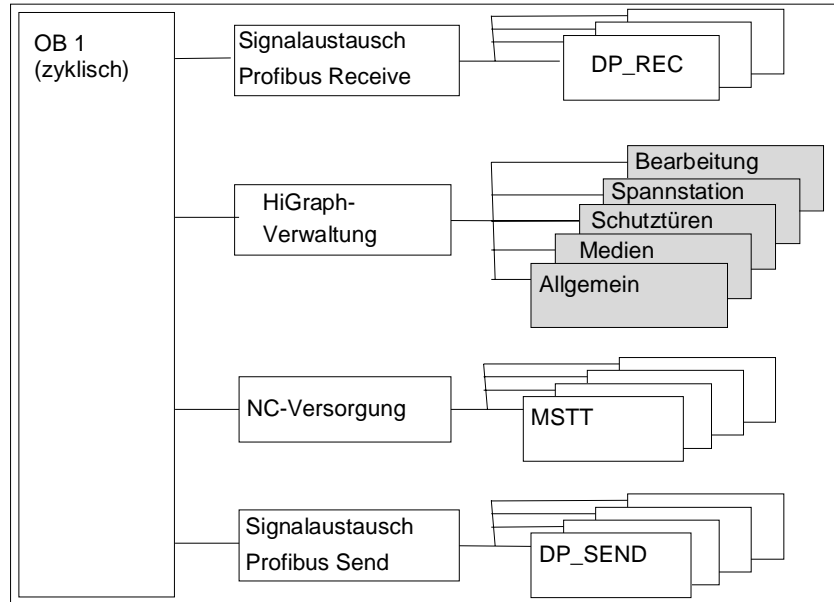 OB 1
(zyklisch)
Signalaustausch
Profibus Receive
DP_REC
HiGraph-
Verwaltung
Bearbeitung
Spannstation
Schutztüren
Medien
Allgemein
NC-Versorgung
MSTT
Signalaustausch
Profibus Send
DP_SEND